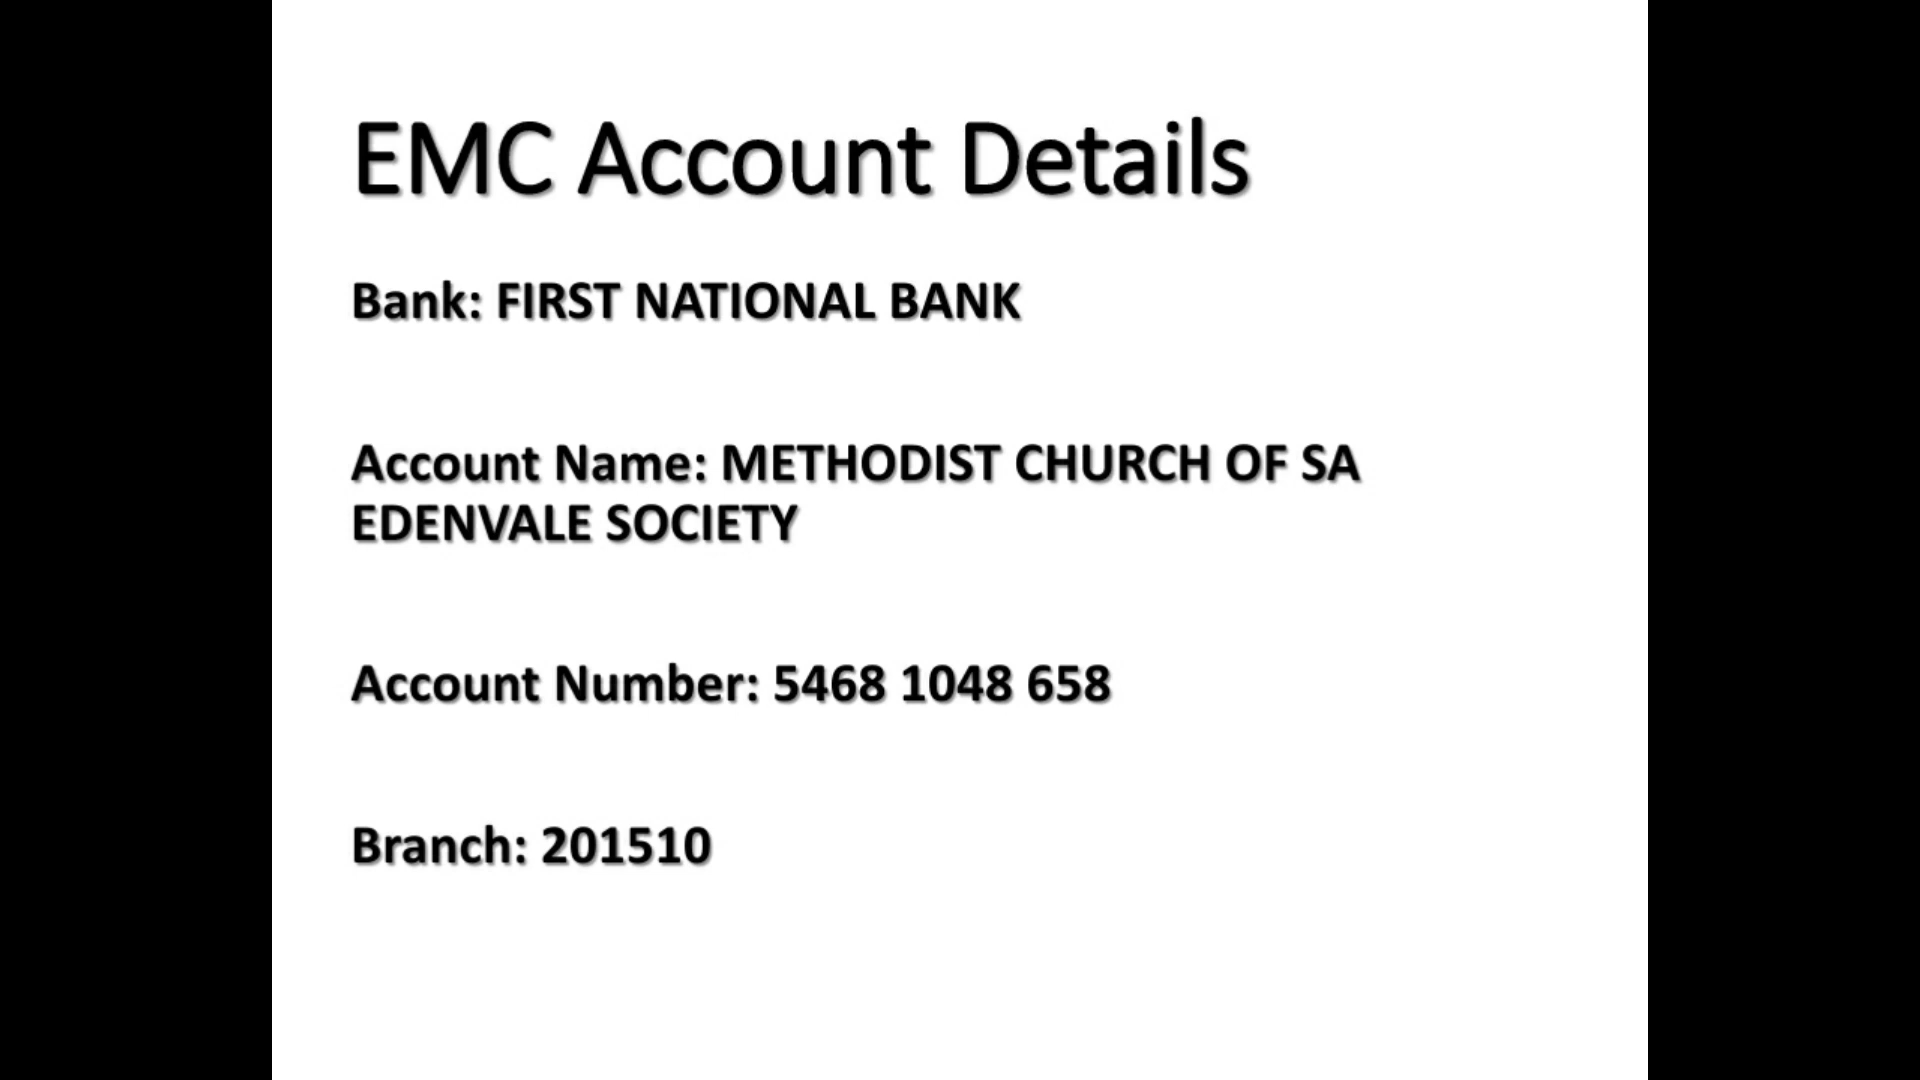 EMC Account Details
Bank: FIRST NATIONAL BANK
Account Name: METHODIST CHURCH OF SA
EDENVALE SOCIETY
Account Number: 5468 1048 658
Branch: 201510